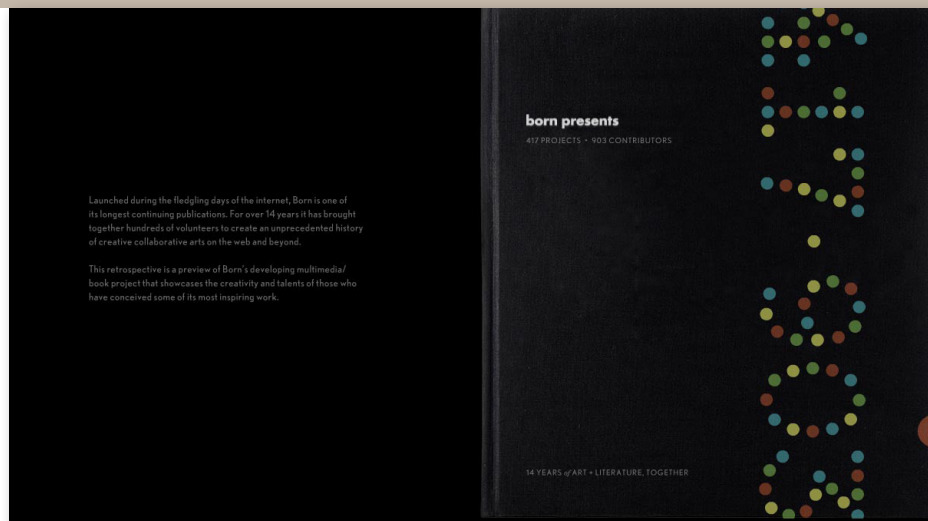 Launched during the fledgling days of the internet, Born is one of
its longest continuing publications. For over 14 years it has brought
together hundreds of volunteers to create an unprecedented history
of creative collaborative arts on the web and beyond.
This retrospective is a preview of Born's developing multimedia/
book project that showcases the creativity and talents of those who
have conceived some of its most inspiring work.
born presents
417 PROJECTS • 903 CONTRIBUTORS
14 YEARS of ART + LITERATURE, TOGETHER